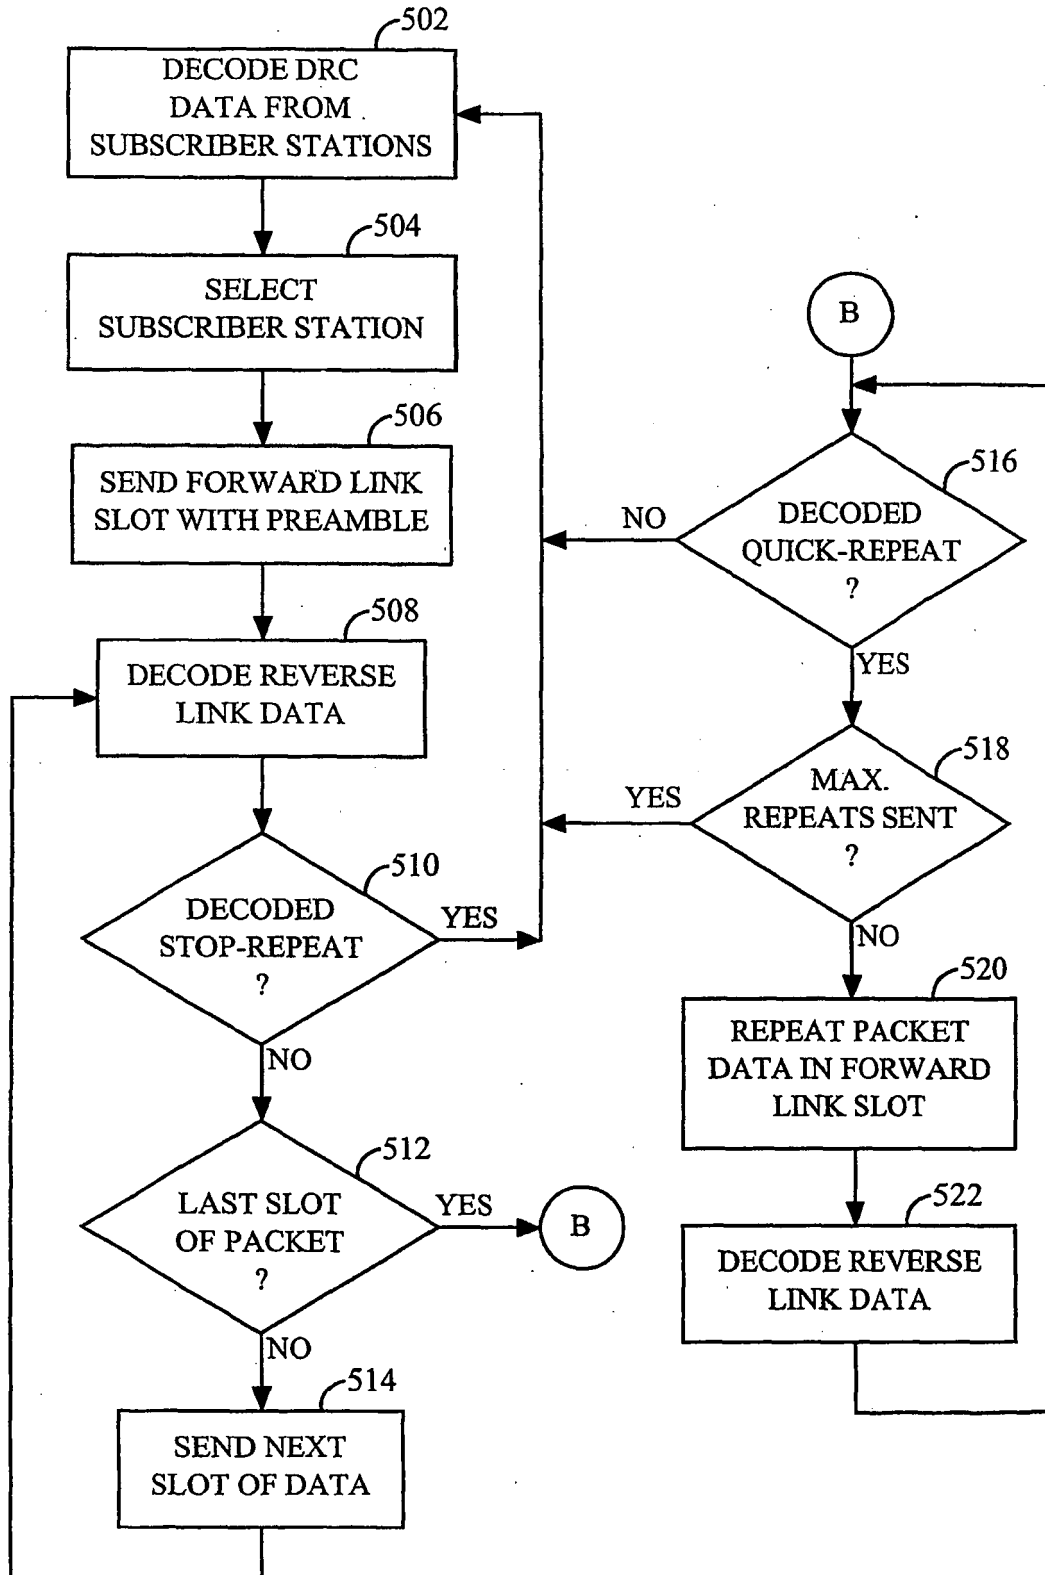 502
DECODE DRC
DATA FROM
SUBSCRIBER STATIONS
504
SELECT
SUBSCRIBER STATION
506
SEND FORWARD LINK
SLOT WITH PREAMBLE
508
DECODE REVERSE
LINK DATA
510
DECODED
STOP-REPEAT
?
YES
NO
512
LAST SLOT
OF PACKET
?
YES
B
NO
514
SEND NEXT
SLOT OF DATA
B
516
DECODED
QUICK-REPEAT
?
NO
YES
518
MAX.
REPEATS SENT
?
YES
NO
520
REPEAT PACKET
DATA IN FORWARD
LINK SLOT
522
DECODE REVERSE
LINK DATA